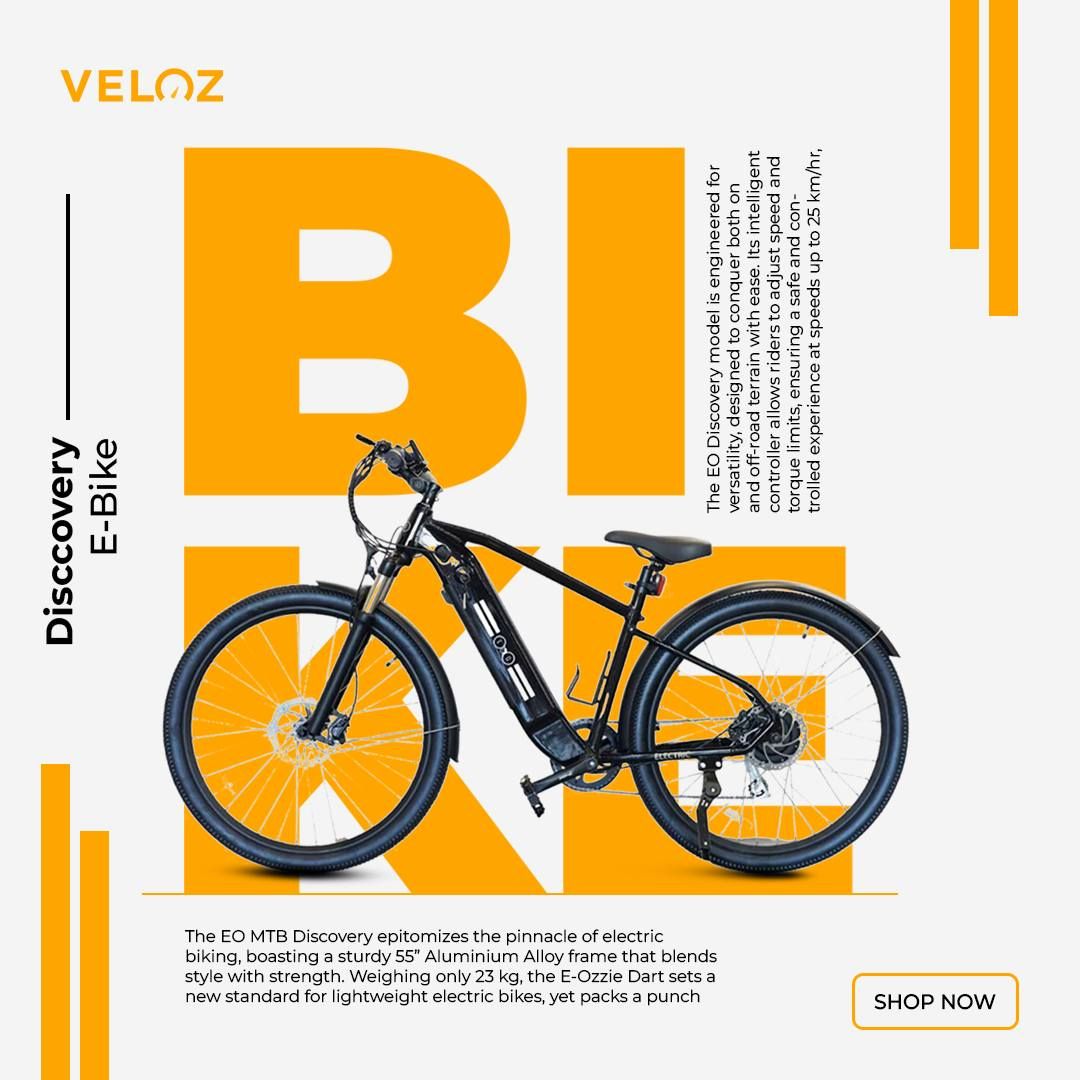 VELOZ
BI
KE
Disccovery
E-Bike
The EO Discovery model is engineered for
versatility, designed to conquer both on
and off-road terrain with ease. Its intelligent
controller allows riders to adjust speed and
torque limits, ensuring a safe and con-
trolled experience at speeds up to 25 km/hr,
ELECTRIC
The EO MTB Discovery epitomizes the pinnacle of electric
biking, boasting a sturdy 55” Aluminium Alloy frame that blends
style with strength. Weighing only 23 kg, the E-Ozzie Dart sets a
new standard for lightweight electric bikes, yet packs a punch
SHOP NOW